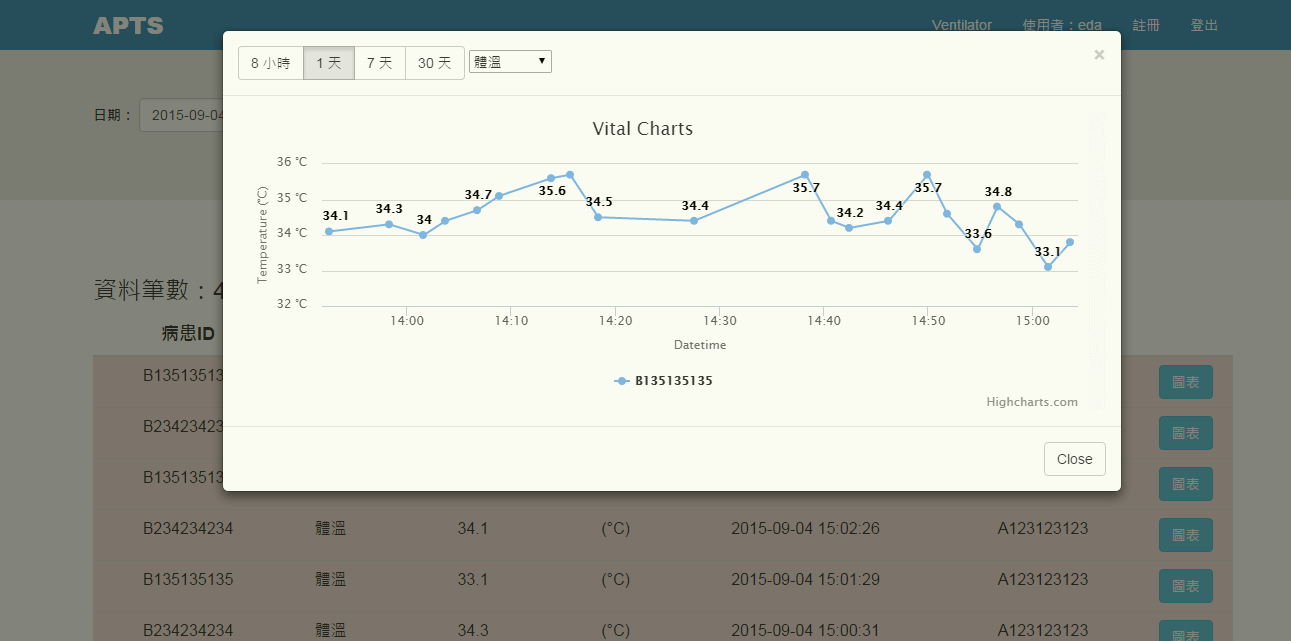 APTS Ventilator 使用者：eda 註冊 登出
8 小時 1 天 7 天 30 天 體溫 ×
日期： 2015-09-04
Vital Charts
36 °C
35 °C
34 °C
33 °C
32 °C
Temperature (°C)
34.1 34.3 34 34.7 35.6 34.5 34.4 35.7 34.2 34.4 35.7 33.6 34.8 33.1
14:00 14:10 14:20 14:30 14:40 14:50 15:00
Datetime
B135135135
Highcharts.com
Close
資料筆數：4
病患ID
B13513513 圖表
B23423423 圖表
B13513513 圖表
B234234234 體溫 34.1 (°C) 2015-09-04 15:02:26 A123123123 圖表
B135135135 體溫 33.1 (°C) 2015-09-04 15:01:29 A123123123 圖表
B234234234 體溫 34.3 (°C) 2015-09-04 15:00:31 A123123123 圖表